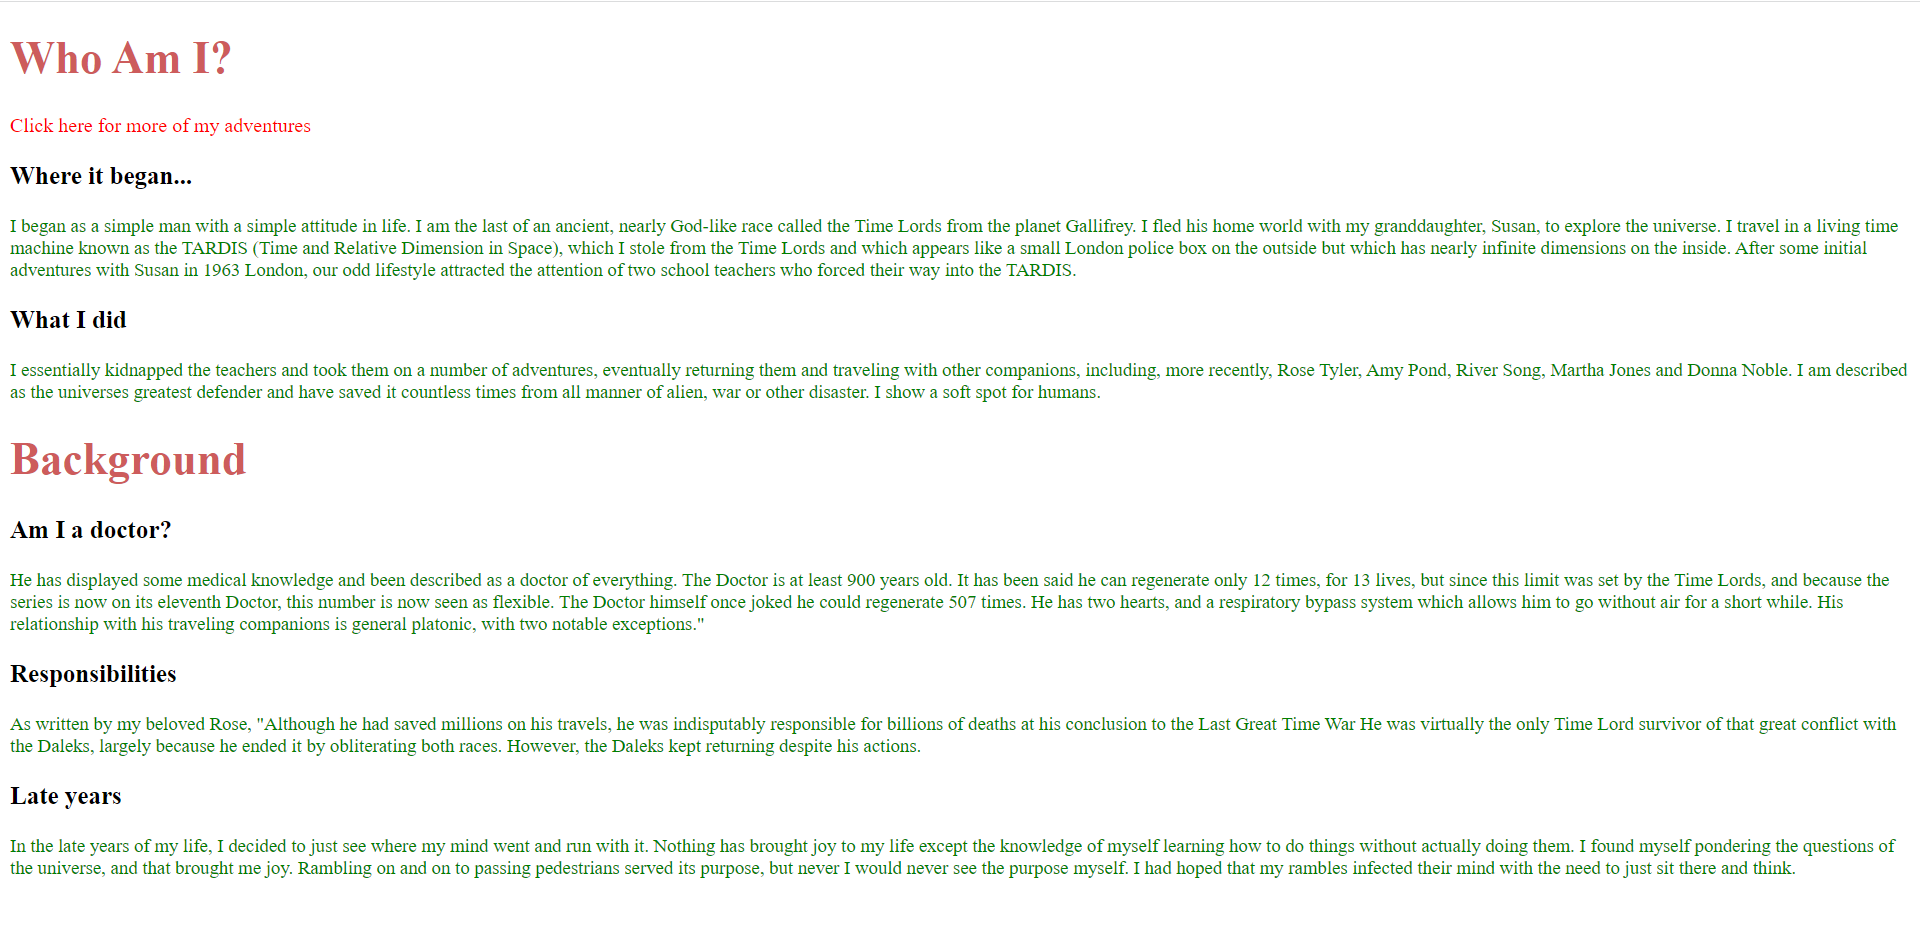 Who Am I?
Click here for more of my adventures
Where it began...
I began as a simple man with a simple attitude in life. I am the last of an ancient, nearly God-like race called the Time Lords from the planet Gallifrey. I fled his home world with my granddaughter, Susan, to explore the universe. I travel in a living time
machine known as the TARDIS (Time and Relative Dimension in Space), which I stole from the Time Lords and which appears like a small London police box on the outside but which has nearly infinite dimensions on the inside. After some initial
adventures with Susan in 1963 London, our odd lifestyle attracted the attention of two school teachers who forced their way into the TARDIS.
What I did
I essentially kidnapped the teachers and took them on a number of adventures, eventually returning them and traveling with other companions, including, more recently, Rose Tyler, Amy Pond, River Song, Martha Jones and Donna Noble. I am described
as the universes greatest defender and have saved it countless times from all manner of alien, war or other disaster. I show a soft spot for humans.
Background
Am I a doctor?
He has displayed some medical knowledge and been described as a doctor of everything. The Doctor is at least 900 years old. It has been said he can regenerate only 12 times, for 13 lives, but since this limit was set by the Time Lords, and because the
series is now on its eleventh Doctor, this number is now seen as flexible. The Doctor himself once joked he could regenerate 507 times. He has two hearts, and a respiratory bypass system which allows him to go without air for a short while. His
relationship with his traveling companions is general platonic, with two notable exceptions."
Responsibilities
As written by my beloved Rose, "Although he had saved millions on his travels, he was indisputably responsible for billions of deaths at his conclusion to the Last Great Time War He was virtually the only Time Lord survivor of that great conflict with
the Daleks, largely because he ended it by obliterating both races. However, the Daleks kept returning despite his actions.
Late years
In the late years of my life, I decided to just see where my mind went and run with it. Nothing has brought joy to my life except the knowledge of myself learning how to do things without actually doing them. I found myself pondering the questions of
the universe, and that brought me joy. Rambling on and on to passing pedestrians served its purpose, but never I would never see the purpose myself. I had hoped that my rambles infected their mind with the need to just sit there and think.